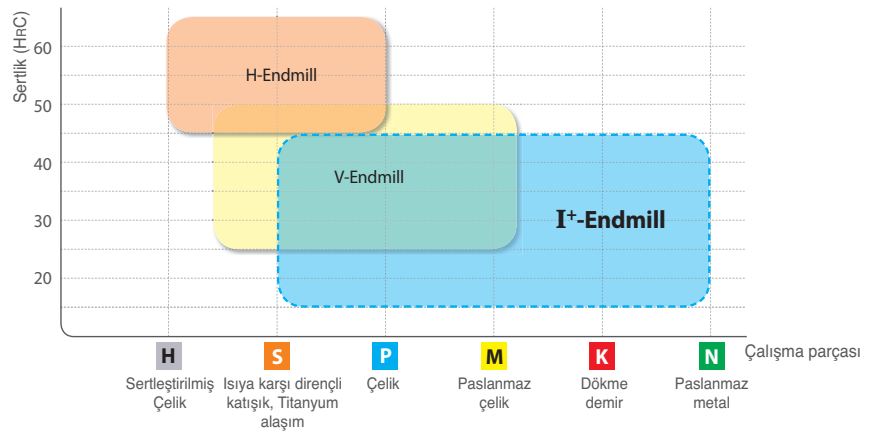 Sertlik (HRC)
60
50
40
30
20
H-Endmill
V-Endmill
I+-Endmill
H
S
P
M
K
N
Çalışma parçası
Sertleştirilmiş
Çelik
Isıya karşı dirençli
katışık, Titanyum
alaşım
Çelik
Paslanmaz
çelik
Dökme
demir
Paslanmaz
metal